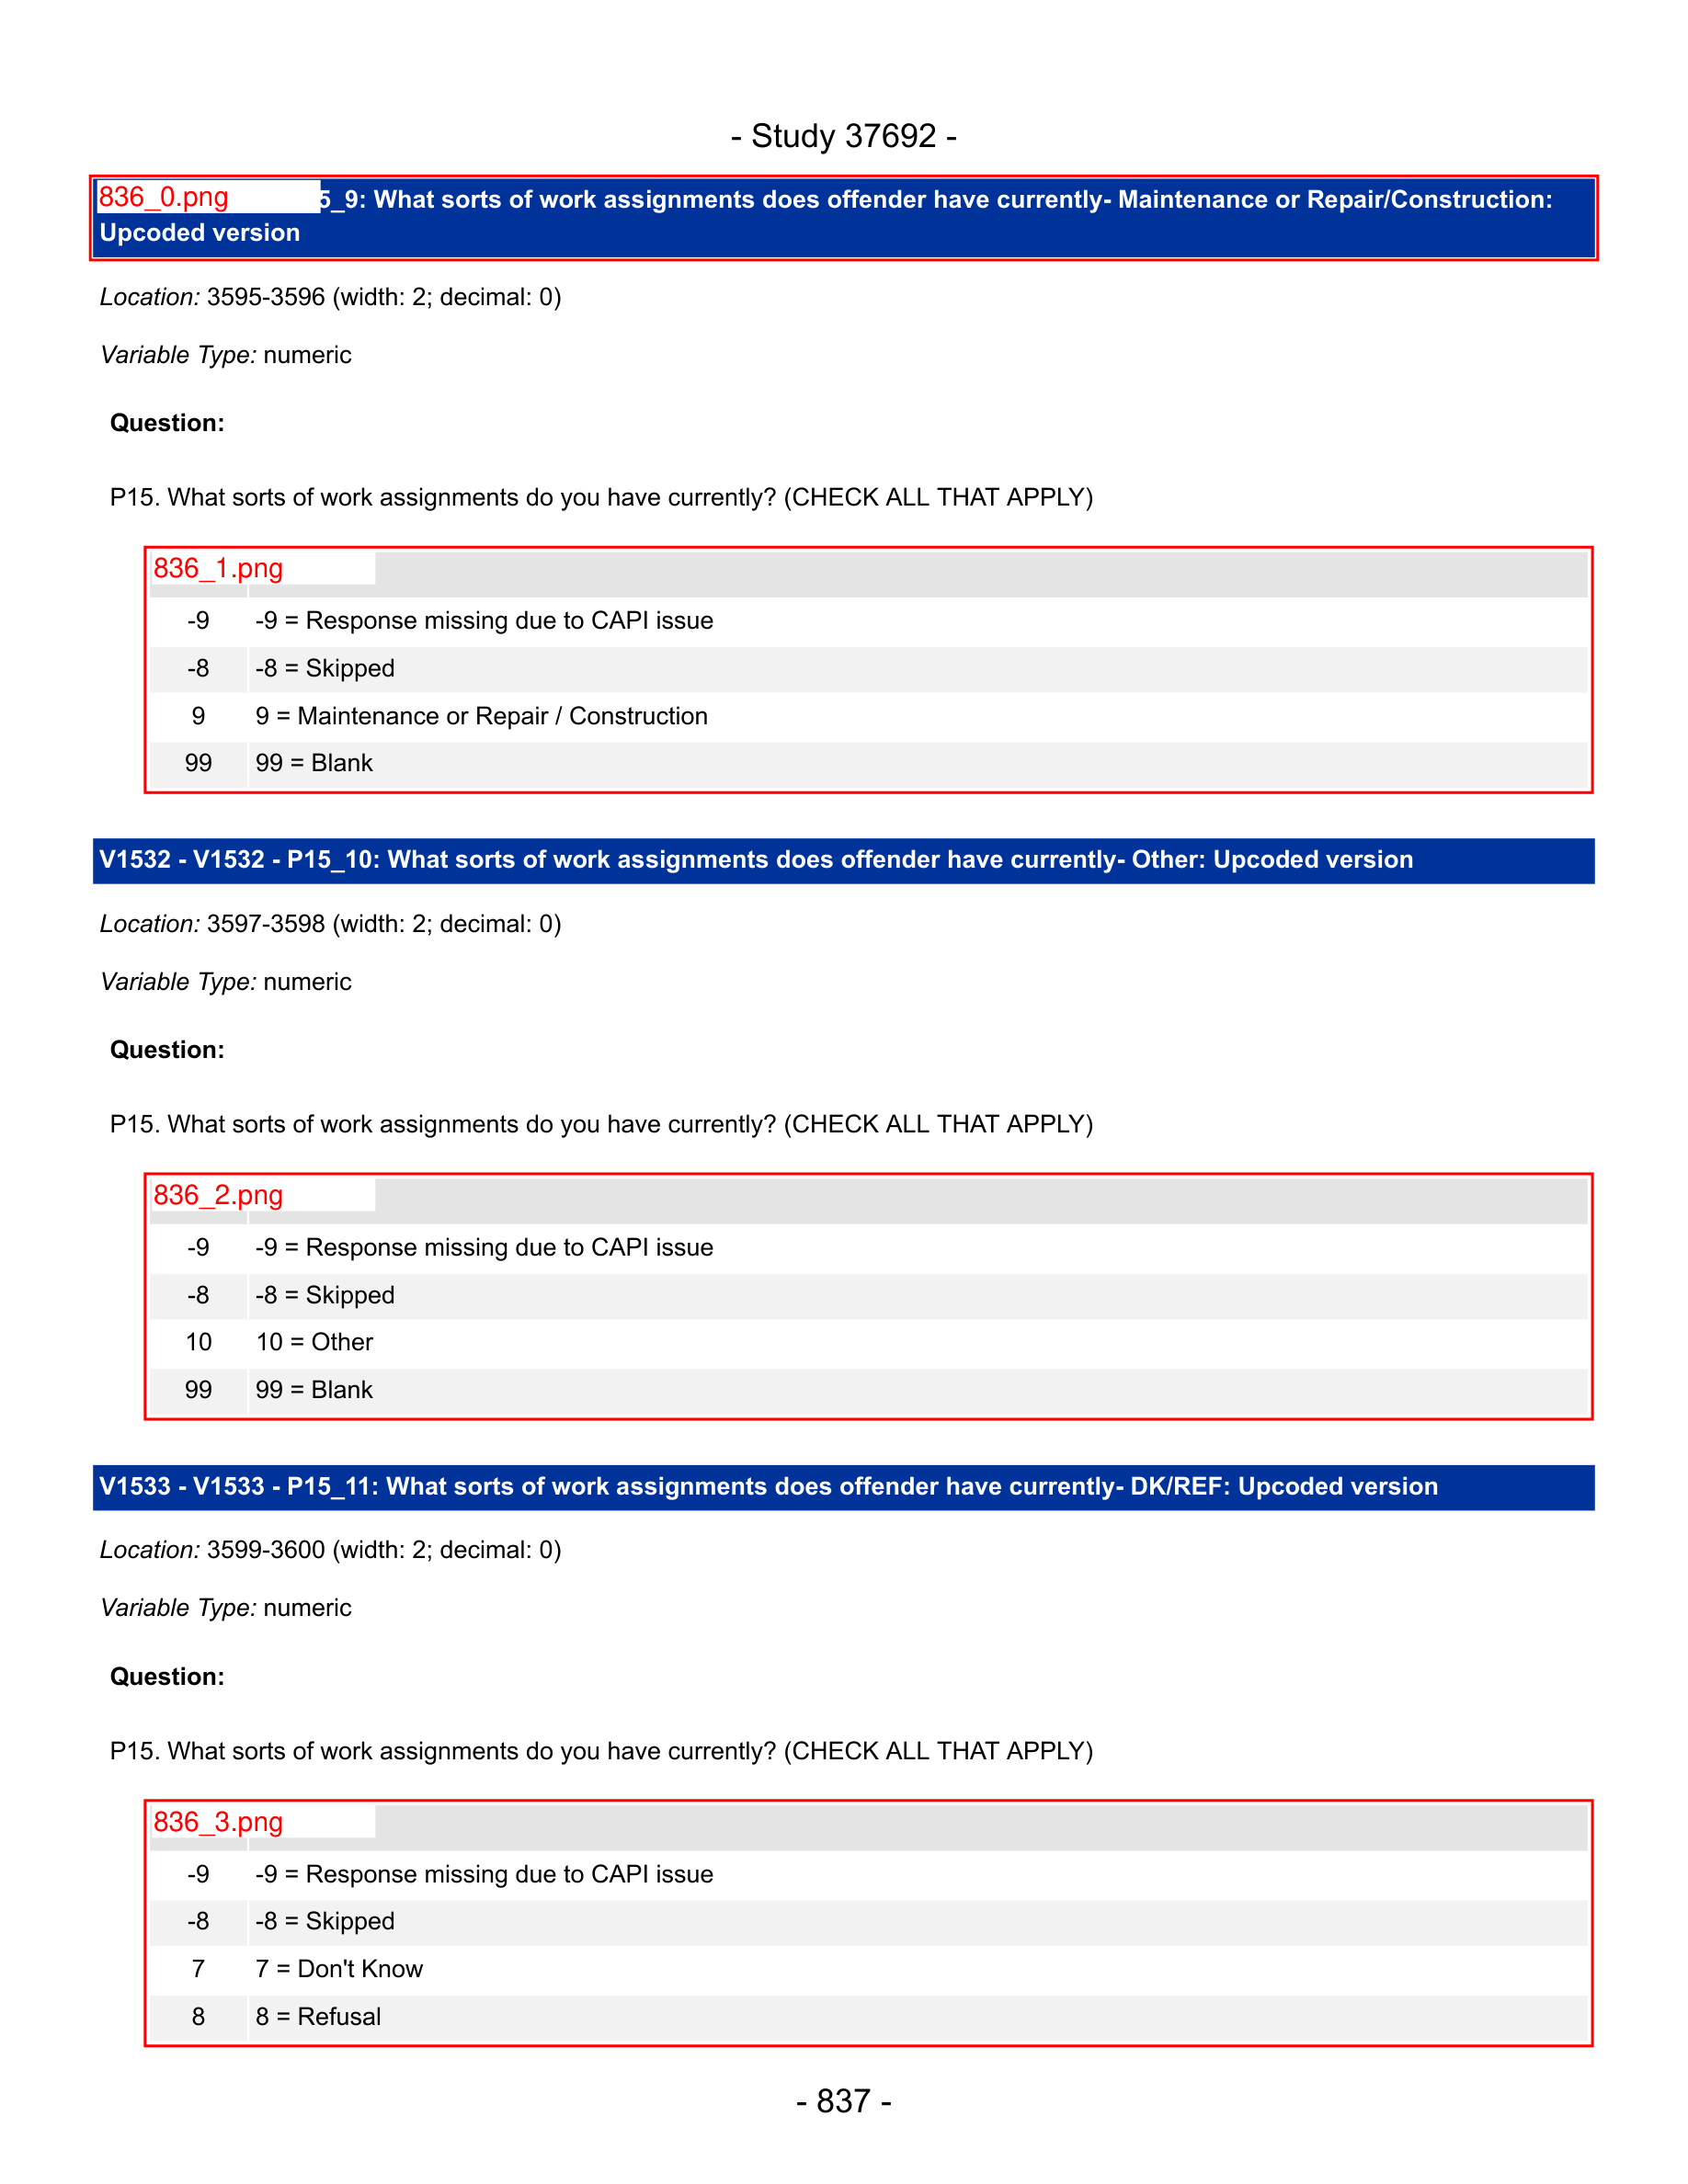 - Study 37692 -
836_0.png 5_9: What sorts of work assignments does offender have currently- Maintenance or Repair/Construction:
Upcoded version
Location: 3595-3596 (width: 2; decimal: 0)
Variable Type: numeric
Question:
P15. What sorts of work assignments do you have currently? (CHECK ALL THAT APPLY)
836_1.png
-9 -9 = Response missing due to CAPI issue
-8 -8 = Skipped
9 9 = Maintenance or Repair / Construction
99 99 = Blank
V1532 - V1532 - P15_10: What sorts of work assignments does offender have currently- Other: Upcoded version
Location: 3597-3598 (width: 2; decimal: 0)
Variable Type: numeric
Question:
P15. What sorts of work assignments do you have currently? (CHECK ALL THAT APPLY)
836_2.png
-9 -9 = Response missing due to CAPI issue
-8 -8 = Skipped
10 10 = Other
99 99 = Blank
V1533 - V1533 - P15_11: What sorts of work assignments does offender have currently- DK/REF: Upcoded version
Location: 3599-3600 (width: 2; decimal: 0)
Variable Type: numeric
Question:
P15. What sorts of work assignments do you have currently? (CHECK ALL THAT APPLY)
836_3.png
-9 -9 = Response missing due to CAPI issue
-8 -8 = Skipped
7 7 = Don't Know
8 8 = Refusal
- 837 -